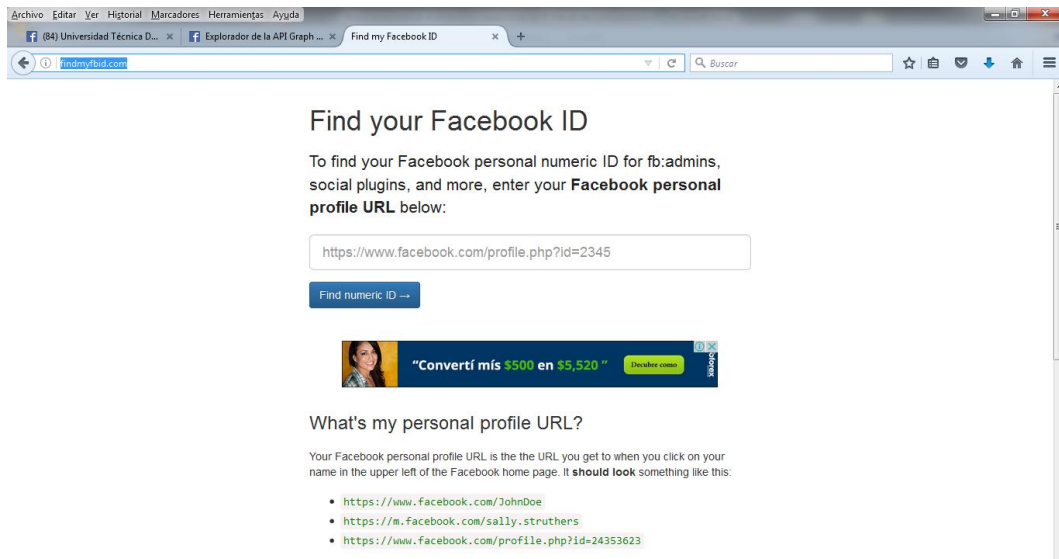 Archivo Editar Ver Historial Marcadores Herramientas Ayuda
(84) Universidad Técnica D... × Explorador de la API Graph ... × Find my Facebook ID × +
findmyfbid.com Buscar
Find your Facebook ID
To find your Facebook personal numeric ID for fb:admins,
social plugins, and more, enter your Facebook personal
profile URL below:
https://www.facebook.com/profile.php?id=2345
Find numeric ID →
“Convertí mís $500 en $5,520 “ Decubre como
What's my personal profile URL?
Your Facebook personal profile URL is the the URL you get to when you click on your
name in the upper left of the Facebook home page. It should look something like this:
• https://www.facebook.com/JohnDoe
• https://m.facebook.com/sally.struthers
• https://www.facebook.com/profile.php?id=24353623